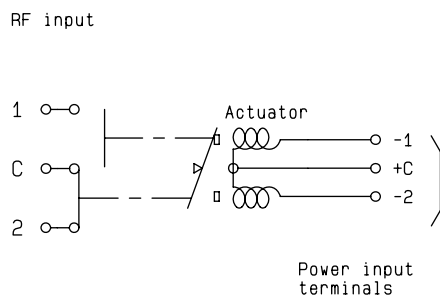 RF input
Actuator
1
-1
C
+C
2
-2
Power input
terminals